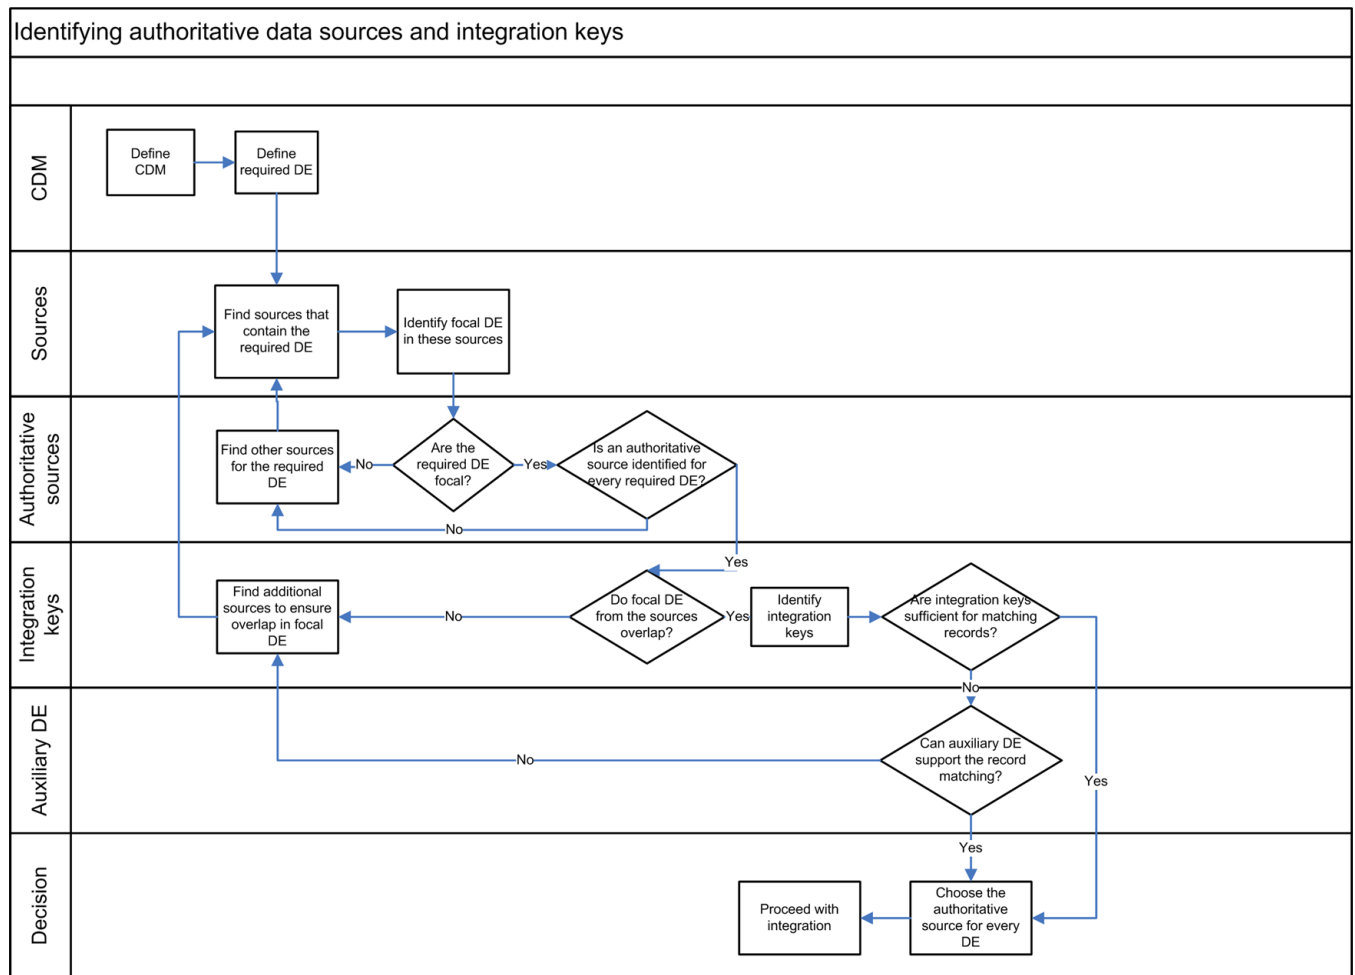 Identifying authoritative data sources and integration keys
CDM
Define
CDM
Define
required DE
Sources
Find sources that
contain the
required DE
Identify focal DE
in these sources
Authoritative
sources
Find other sources
for the required
DE
No
Are the
required DE
focal?
Yes
Is an authoritative
source identified for
every required DE?
No
Yes
Integration
keys
Find additional
sources to ensure
overlap in focal
DE
No
Do focal DE
from the sources
overlap?
Yes
Identify
integration
keys
Are integration keys
sufficient for matching
records?
No
Auxiliary DE
No
Can auxiliary DE
support the record
matching?
Yes
Yes
Decision
Proceed with
integration
Choose the
authoritative
source for every
DE